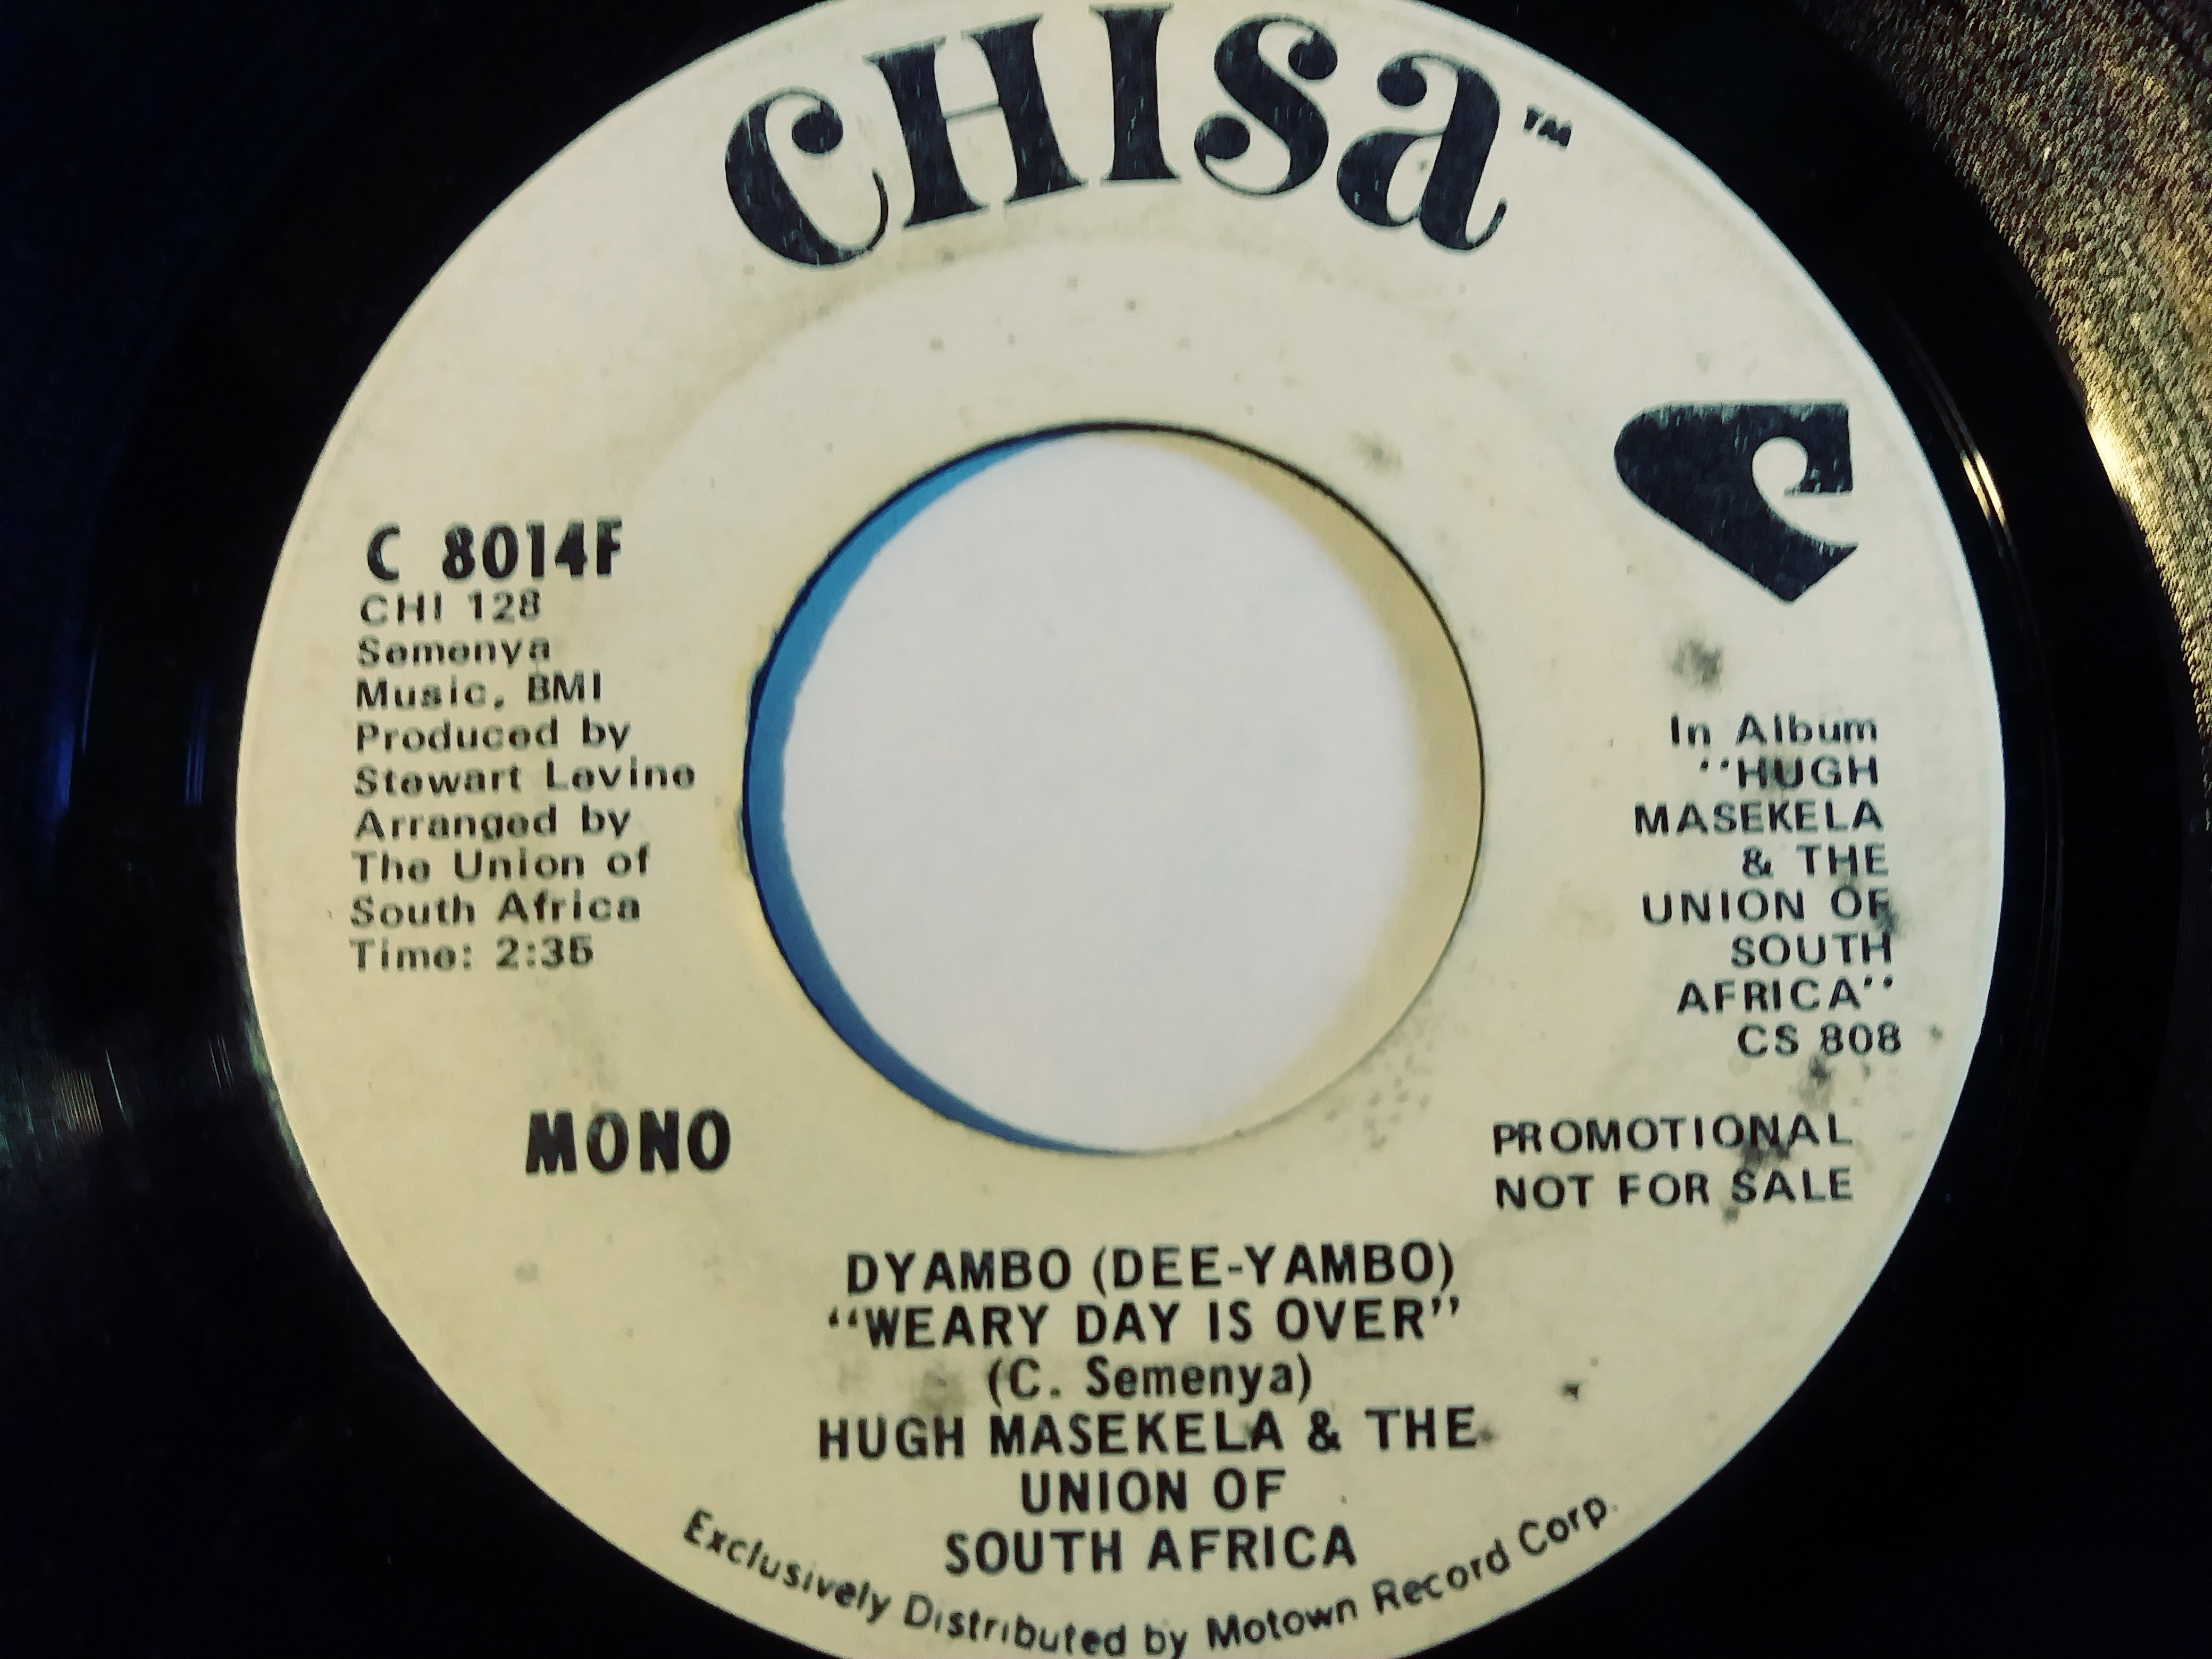 CHISa™
C 8014F
CHI 128
Semenya
Music, BMI
Produced by
Stewart Levine
Arranged by
The Union of
South Africa
Time: 2:35
MONO
In Album
"HUGH
MASEKELA
& THE
UNION OF
SOUTH
AFRICA"
CS 808
PROMOTIONAL
NOT FOR SALE
DYAMBO (DEE-YAMBO)
"WEARY DAY IS OVER"
(C. Semenya)
HUGH MASEKELA & THE
UNION OF
SOUTH AFRICA
Exclusively Distributed by Motown Record Corp.